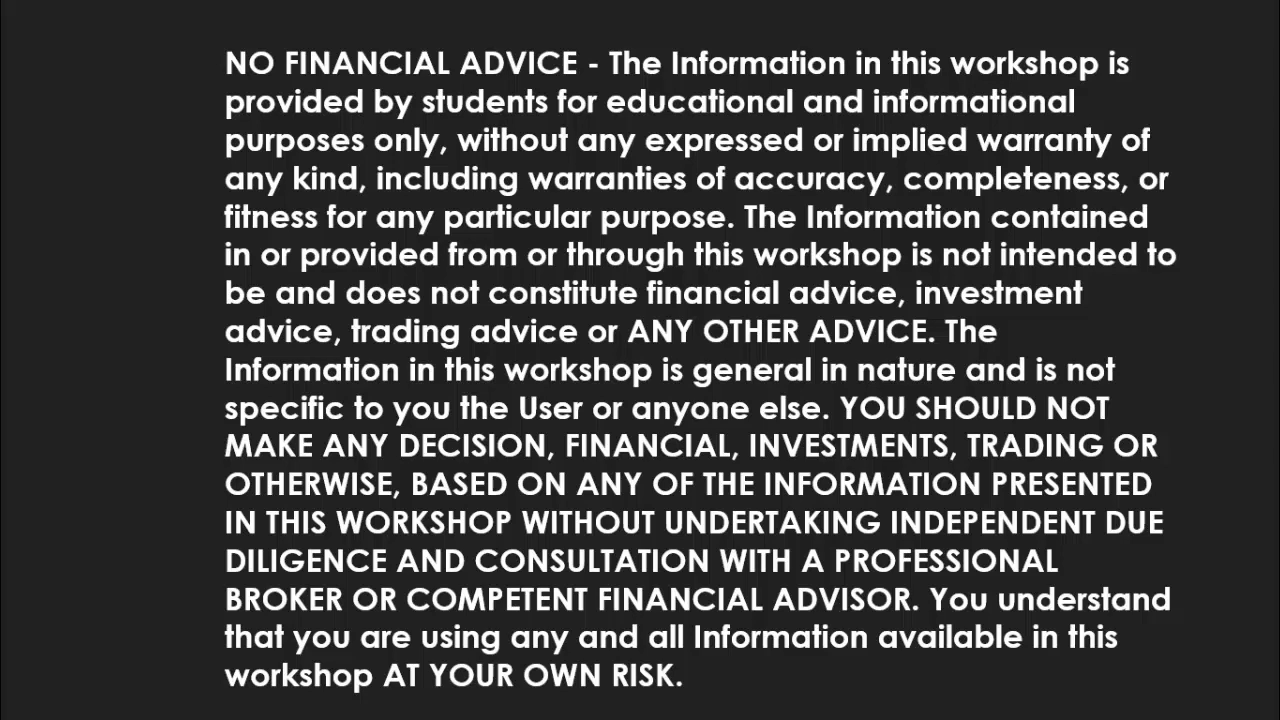 NO FINANCIAL ADVICE - The Information in this workshop is
provided by students for educational and informational
purposes only, without any expressed or implied warranty of
any kind, including warranties of accuracy, completeness, or
fitness for any particular purpose. The Information contained
in or provided from or through this workshop is not intended to
be and does not constitute financial advice, investment
advice, trading advice or ANY OTHER ADVICE. The
Information in this workshop is general in nature and is not
specific to you the User or anyone else. YOU SHOULD NOT
MAKE ANY DECISION, FINANCIAL, INVESTMENTS, TRADING OR
OTHERWISE, BASED ON ANY OF THE INFORMATION PRESENTED
IN THIS WORKSHOP WITHOUT UNDERTAKING INDEPENDENT DUE
DILIGENCE AND CONSULTATION WITH A PROFESSIONAL
BROKER OR COMPETENT FINANCIAL ADVISOR. You understand
that you are using any and all Information available in this
workshop AT YOUR OWN RISK.